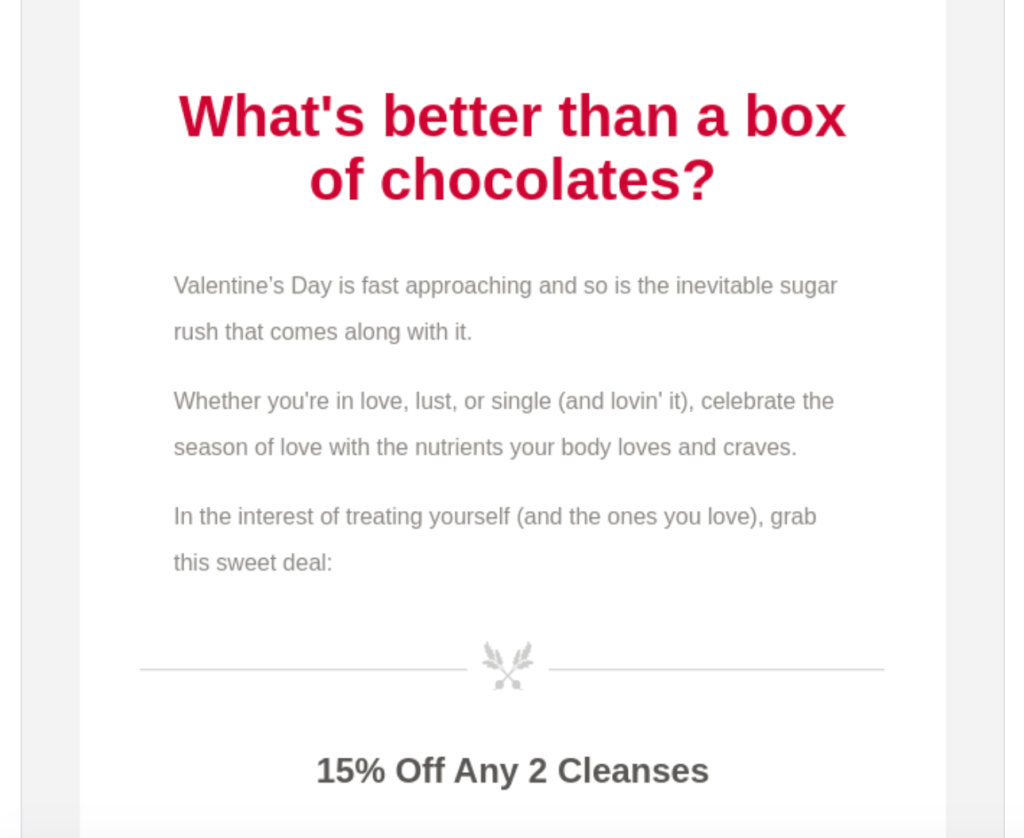 What's better than a box
of chocolates?
Valentine’s Day is fast approaching and so is the inevitable sugar
rush that comes along with it.
Whether you're in love, lust, or single (and lovin' it), celebrate the
season of love with the nutrients your body loves and craves.
In the interest of treating yourself (and the ones you love), grab
this sweet deal:
15% Off Any 2 Cleanses